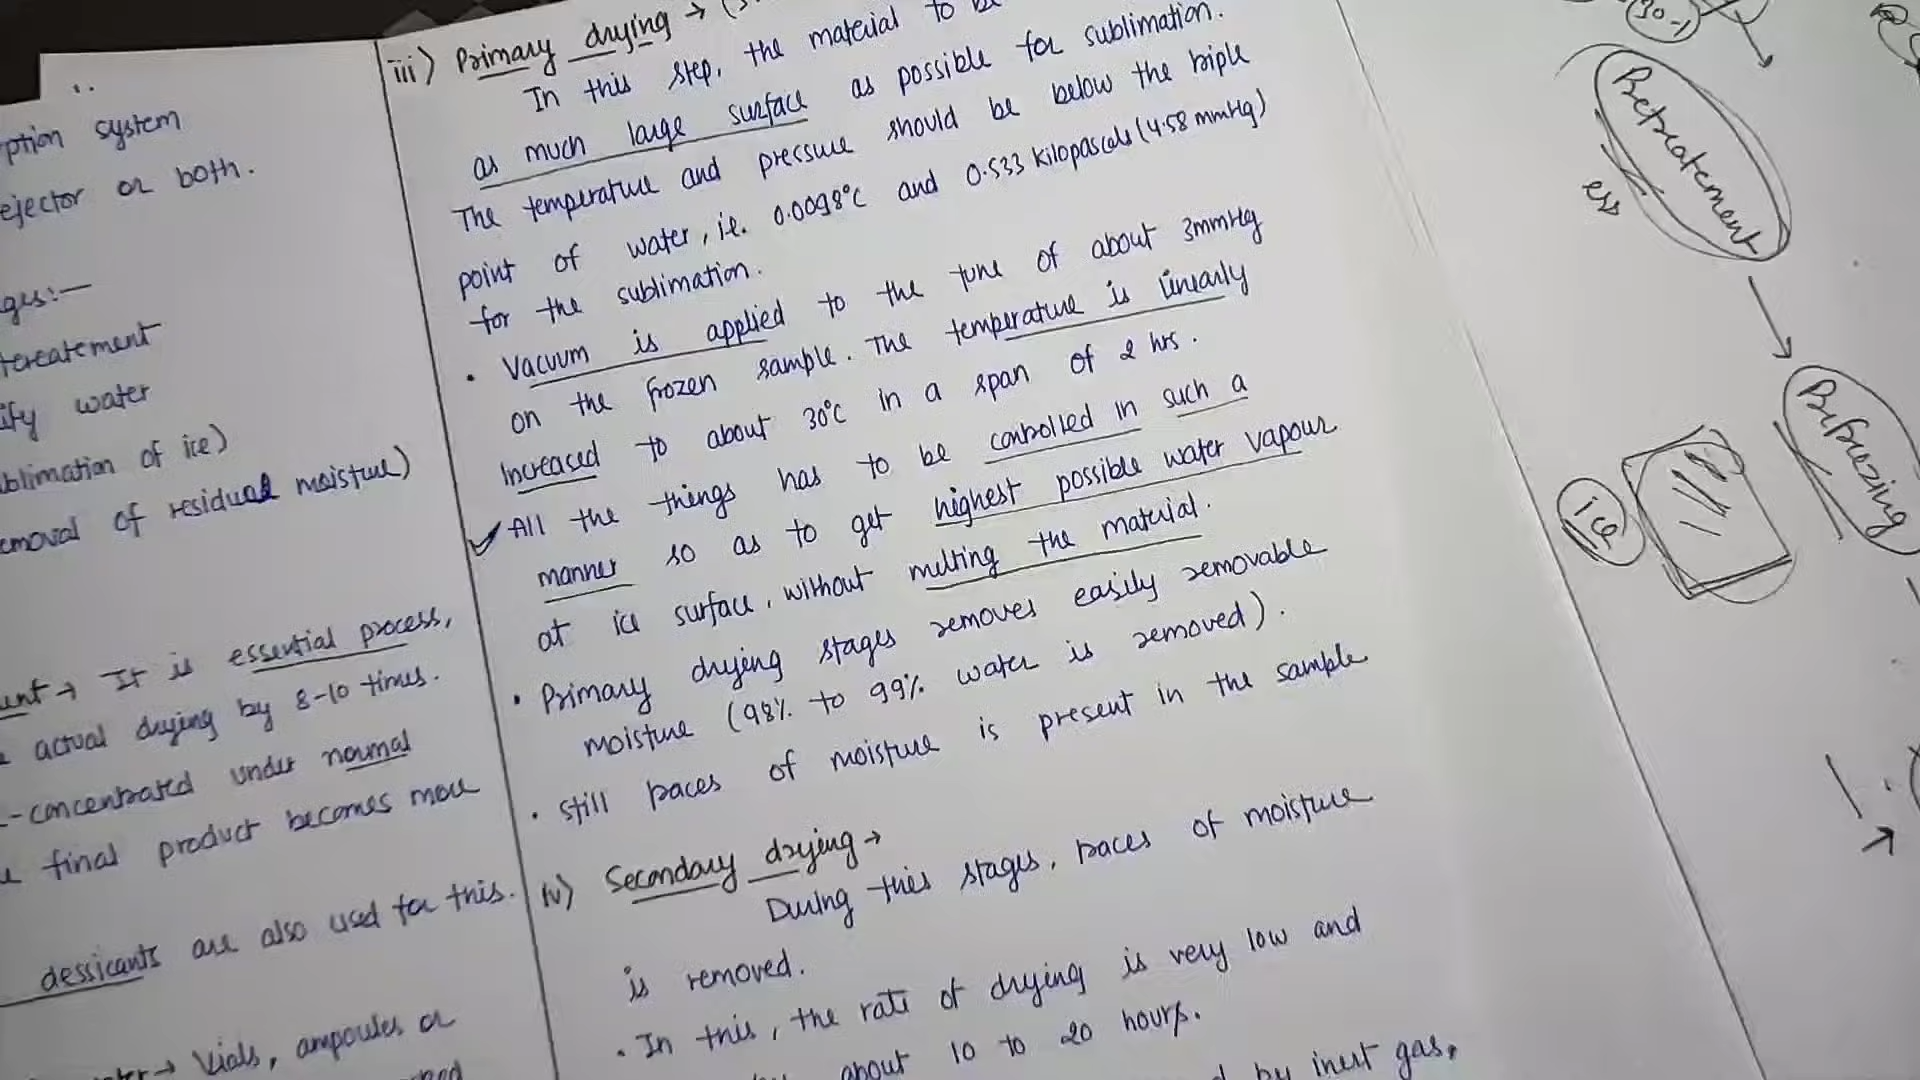 ption system
ejector or both.
ges:—
tereatement
ify water
blimation of ice)
emoval of residual moisture)
ent → It is essential process,
actual drying by 8-10 times.
-concentrated under normal
final product becomes more
dessicants are also used for this.
→ Vials, ampoules or
iii) Primary drying →
In this step, the material to be
as much large surface as possible for sublimation.
The temperature and pressure should be below the triple
point of water, i.e. 0.0098°C and 0.533 kilopascals (4.58 mmHg)
for the sublimation.
• Vacuum is applied to the tune of about 3mmHg
on the frozen sample. The temperature is linearly
increased to about 30°C in a span of 2 hrs.
✓ All the things has to be controlled in such a
manner so as to get highest possible water vapour
at ice surface, without melting the material.
• Primary drying stages removes easily removable
moisture (98% to 99% water is removed).
• Still traces of moisture is present in the sample
iv) Secondary drying →
During this stages, traces of moisture
is removed.
• In this, the rate of drying is very low and
about 10 to 20 hours.
by inert gas,
30-1
Pretreatement
Prefreezing
ice